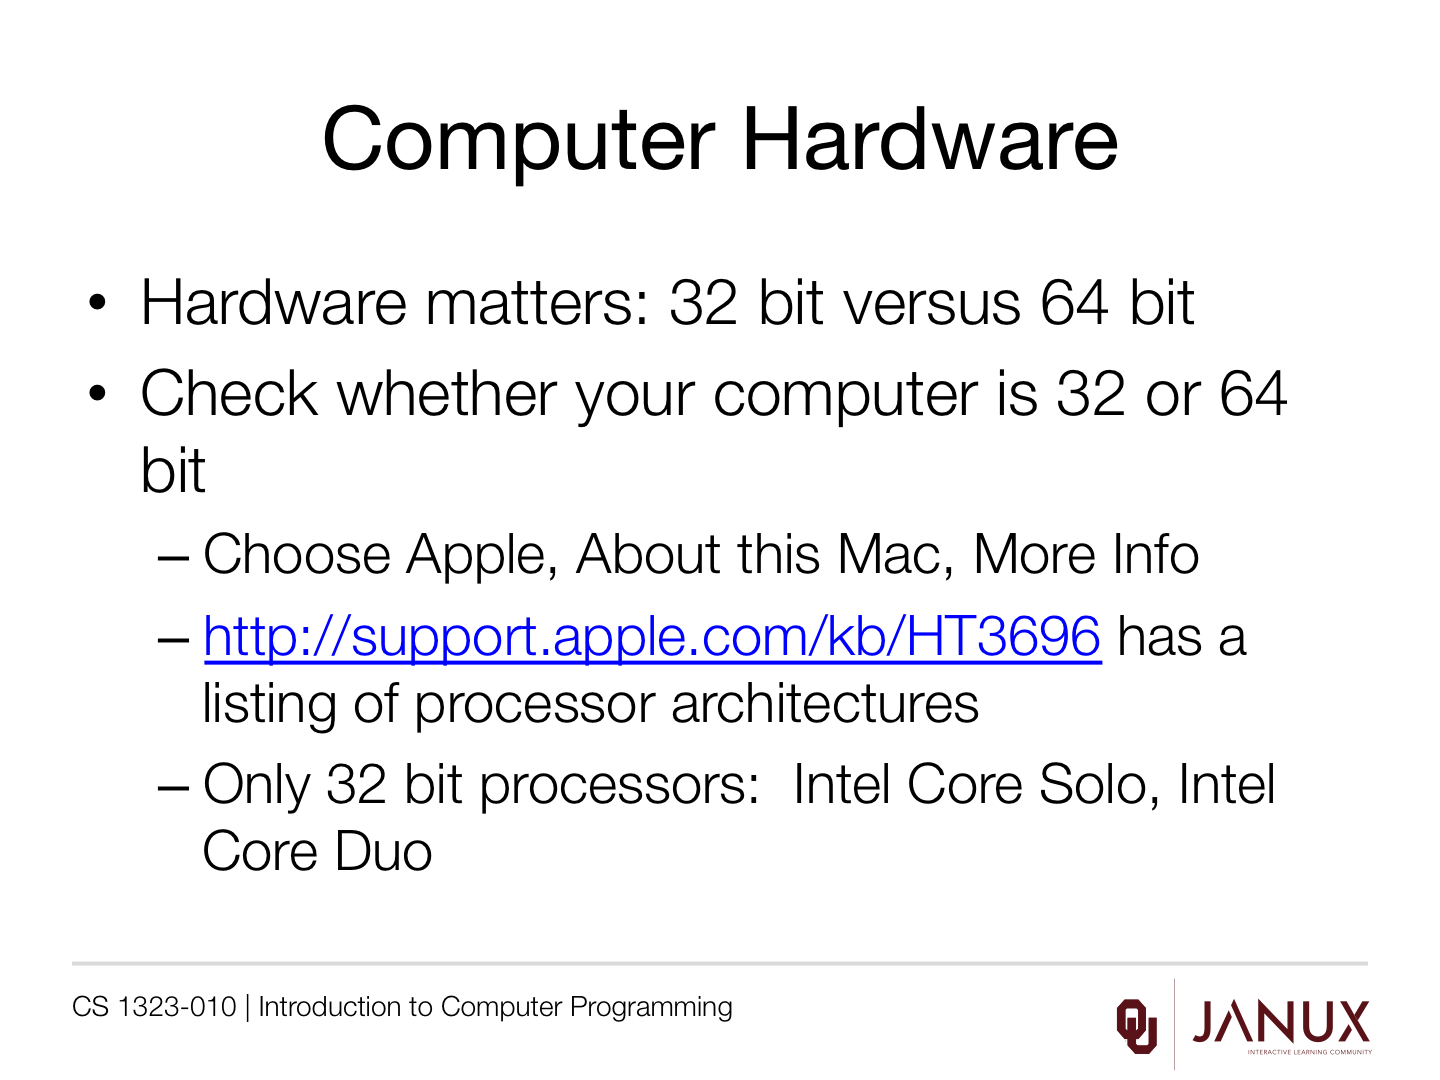 Computer Hardware
• Hardware matters: 32 bit versus 64 bit
• Check whether your computer is 32 or 64
bit
– Choose Apple, About this Mac, More Info
– http://support.apple.com/kb/HT3696 has a
listing of processor architectures
– Only 32 bit processors:  Intel Core Solo, Intel
Core Duo
CS 1323-010 | Introduction to Computer Programming
OU
JANUX
INTERACTIVE LEARNING COMMUNITY